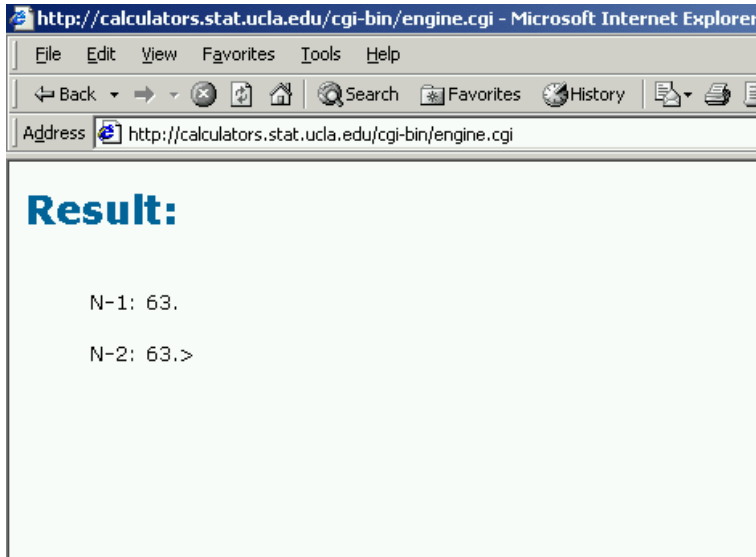 http://calculators.stat.ucla.edu/cgi-bin/engine.cgi - Microsoft Internet Explorer
File Edit View Favorites Tools Help
Back Search Favorites History
Address http://calculators.stat.ucla.edu/cgi-bin/engine.cgi
Result:
N-1: 63.
N-2: 63.>